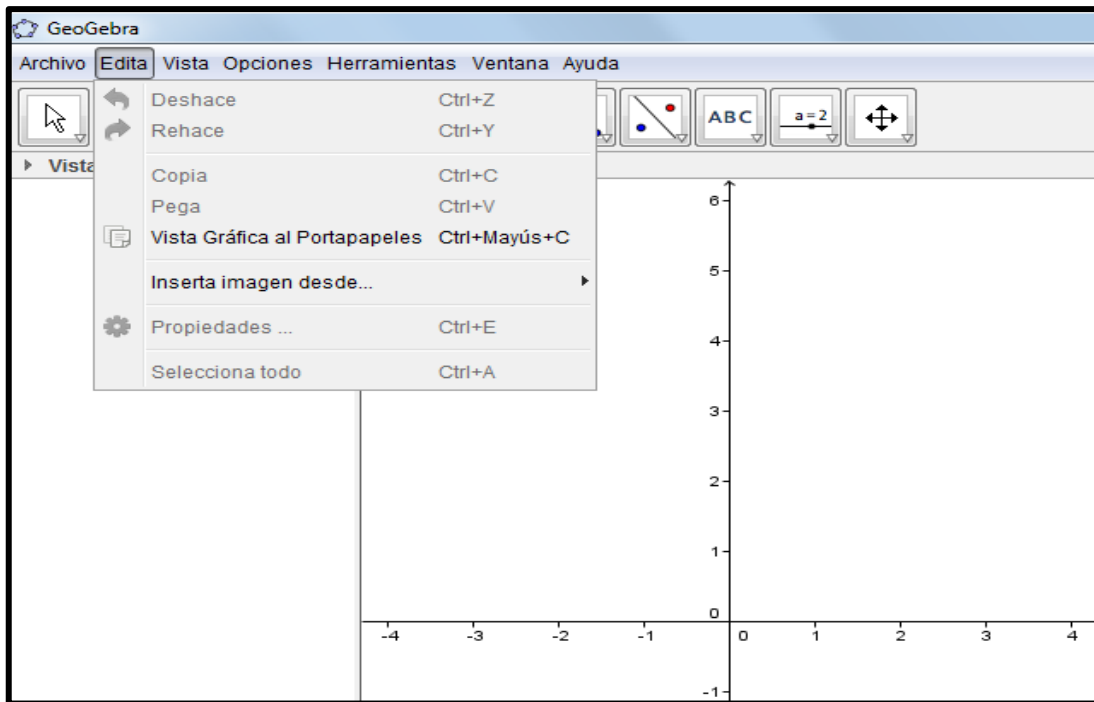 GeoGebra
Archivo Edita Vista Opciones Herramientas Ventana Ayuda
Deshace Ctrl+Z
Rehace Ctrl+Y
ABC a=2
Vista
Copia Ctrl+C
Pega Ctrl+V
Vista Gráfica al Portapapeles Ctrl+Mayús+C
Inserta imagen desde...
Propiedades ... Ctrl+E
Selecciona todo Ctrl+A
6
5
4
3
2
1
0
-4 -3 -2 -1 0 1 2 3 4
-1